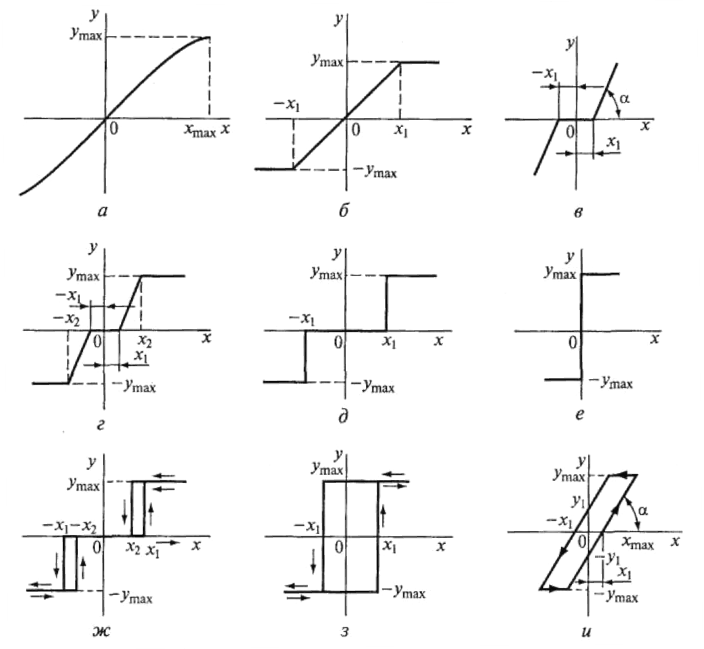 y
y_max
0
x_max x
а
y
y_max
−x_1
0
x_1
x
−y_max
б
y
−x_1
α
0
x
x_1
в
y
y_max
−x_1
−x_2
0
x_2
x
x_1
−y_max
г
y
y_max
−x_1
0
x_1
x
−y_max
д
y
y_max
0
x
−y_max
е
y
y_max
−x_1 −x_2
0
x_2 x_1
x
−y_max
ж
y
y_max
−x_1
0
x_1
x
−y_max
з
y
y_max
y_1
α
−x_1
0
x_max
x
−y_1
x_1
−y_max
и